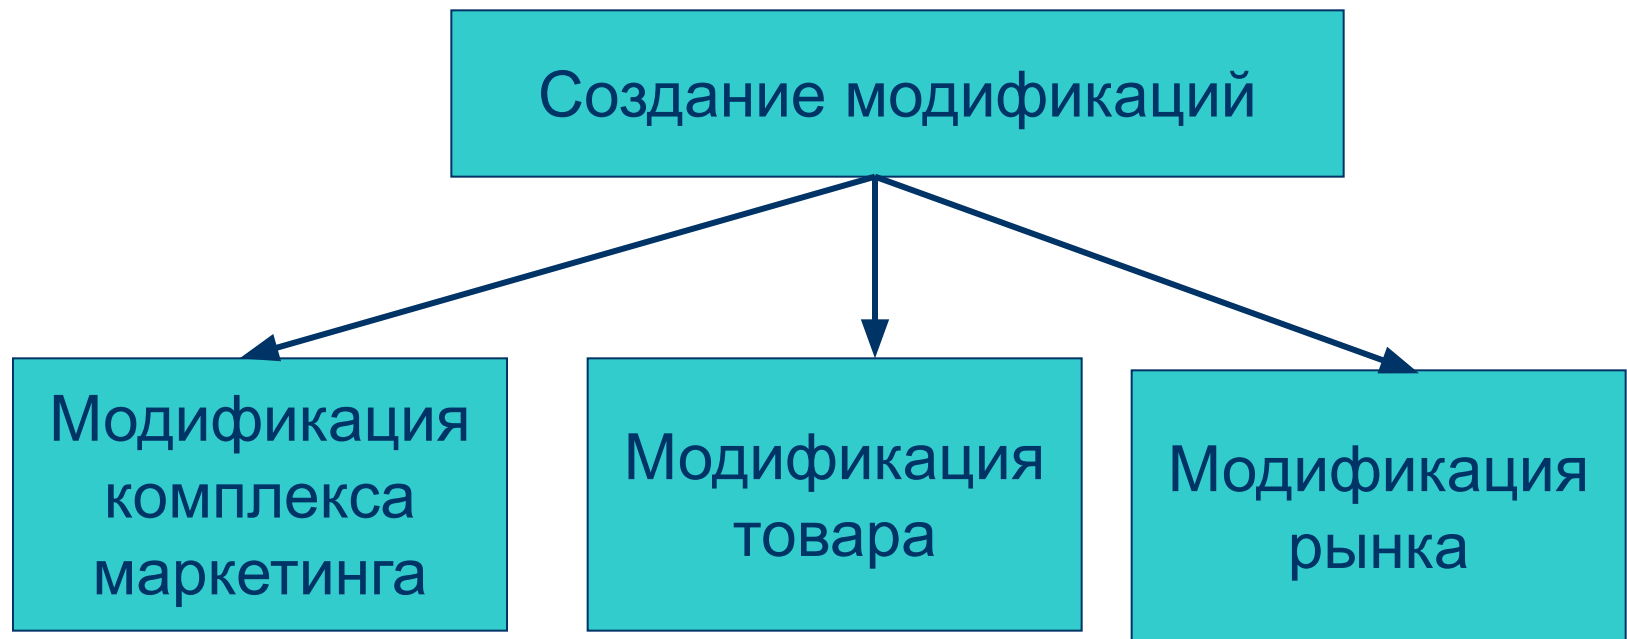 Создание модификаций
Модификация
комплекса
маркетинга
Модификация
товара
Модификация
рынка